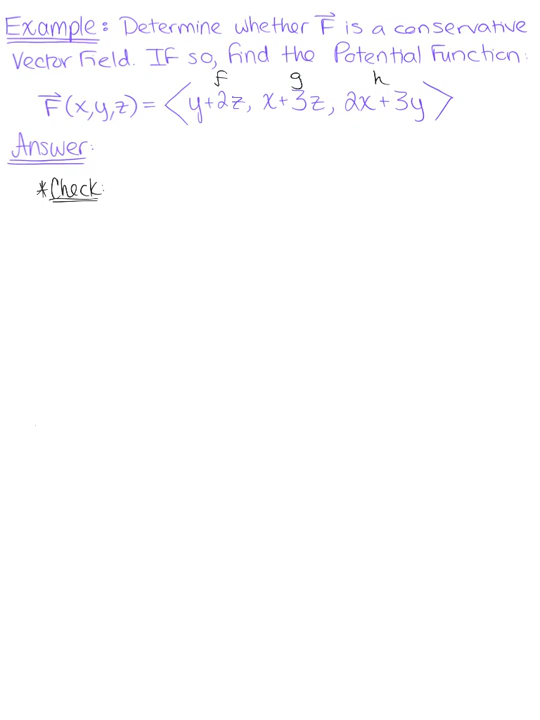 Example: Determine whether F⃗ is a conservative
Vector Field. If so, find the Potential Function:
f g h
F⃗(x,y,z) = ⟨y+2z, x+3z, 2x+3y⟩
Answer:
*Check: